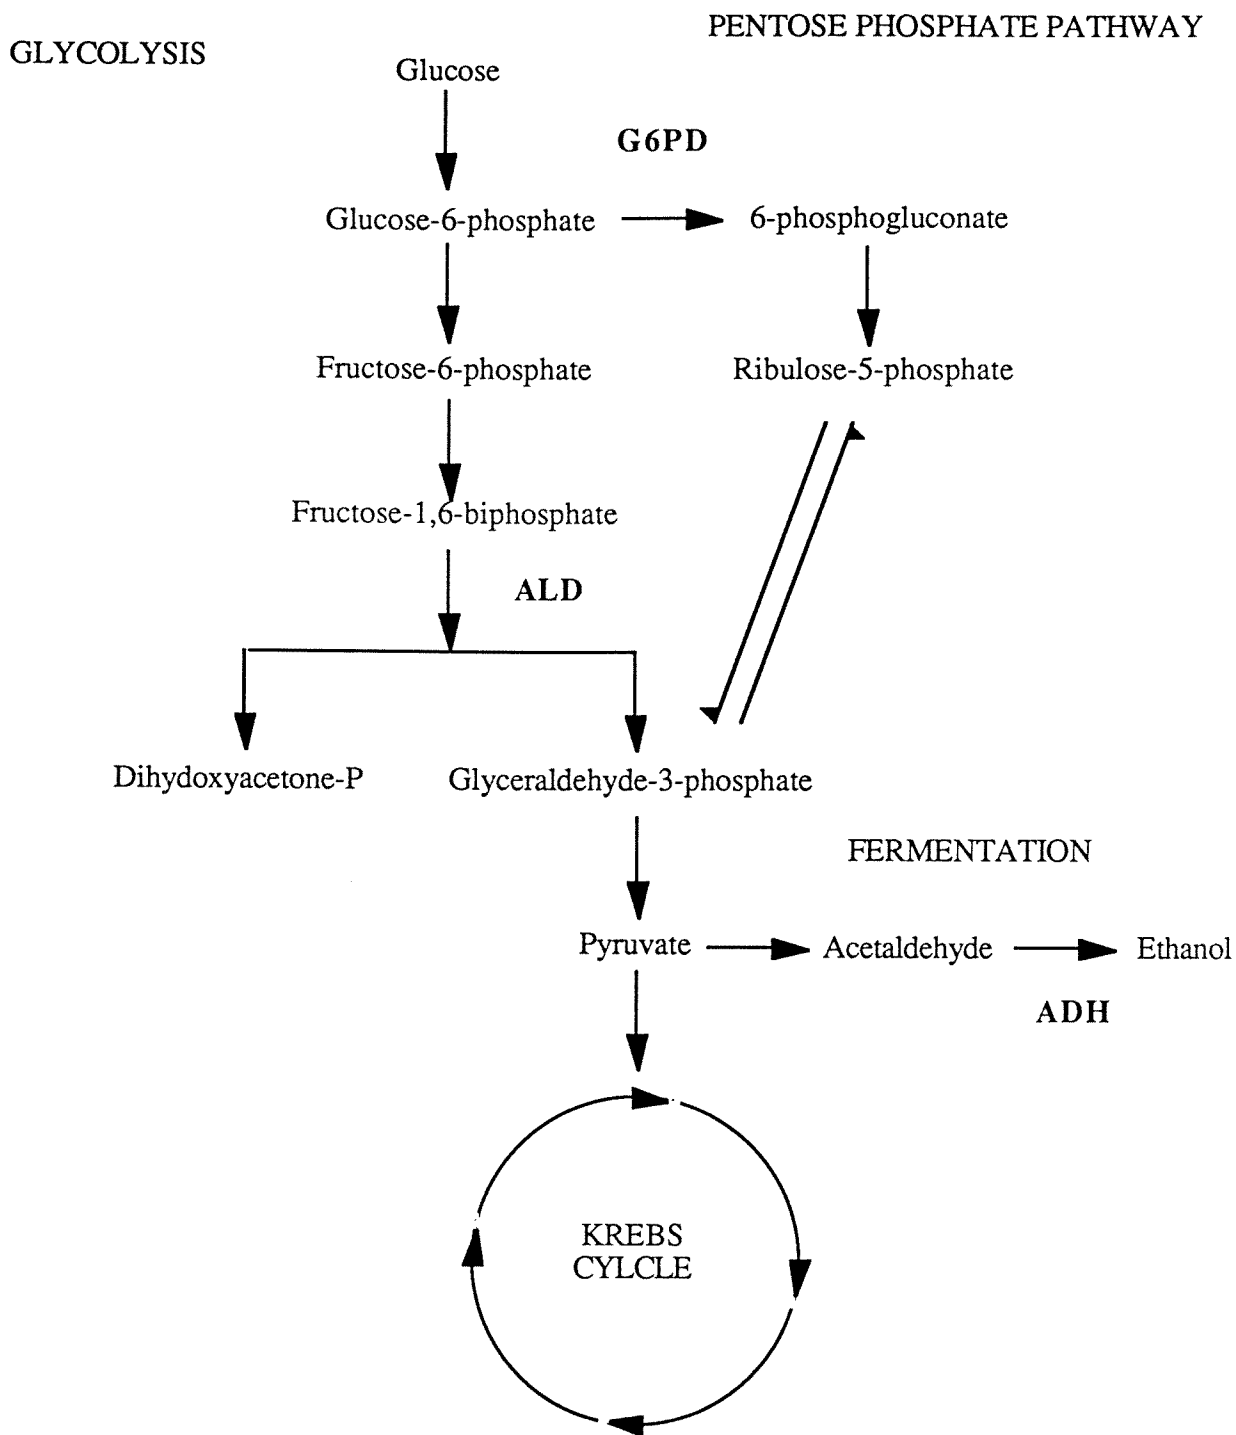 PENTOSE PHOSPHATE PATHWAY
GLYCOLYSIS
Glucose
G6PD
Glucose-6-phosphate
6-phosphogluconate
Fructose-6-phosphate
Ribulose-5-phosphate
Fructose-1,6-biphosphate
ALD
Dihydoxyacetone-P
Glyceraldehyde-3-phosphate
FERMENTATION
Pyruvate
Acetaldehyde
Ethanol
ADH
KREBS
CYLCLE